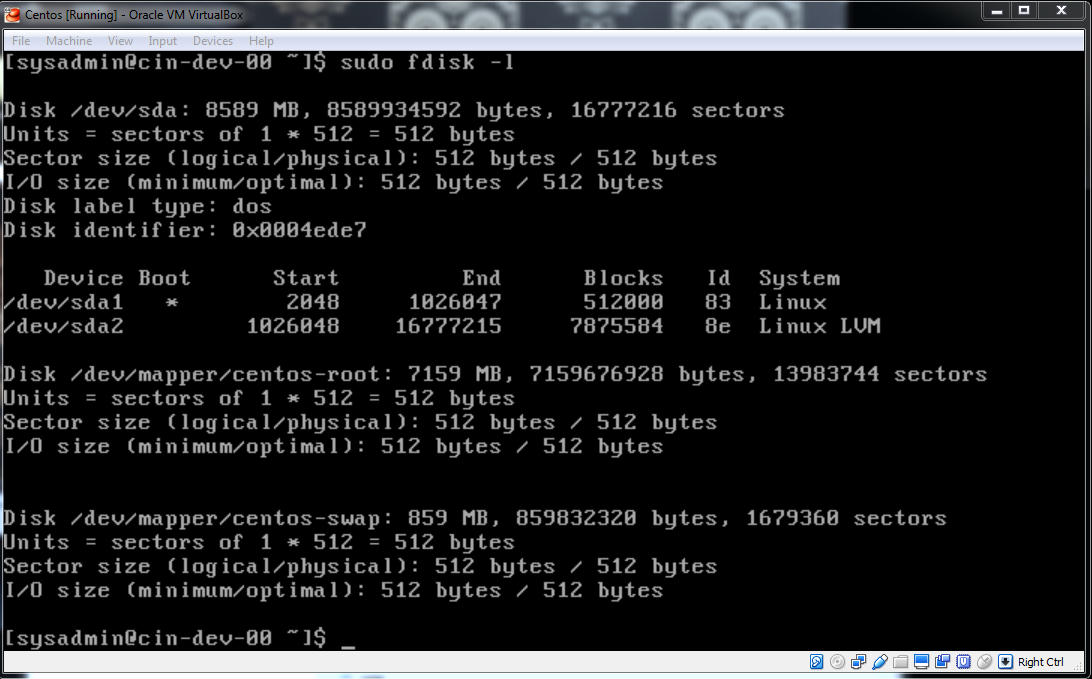 Centos [Running] - Oracle VM VirtualBox
File Machine View Input Devices Help
[sysadmin@cin-dev-00 ~]$ sudo fdisk -l
Disk /dev/sda: 8589 MB, 8589934592 bytes, 16777216 sectors
Units = sectors of 1 * 512 = 512 bytes
Sector size (logical/physical): 512 bytes / 512 bytes
I/O size (minimum/optimal): 512 bytes / 512 bytes
Disk label type: dos
Disk identifier: 0x0004ede7
Device Boot Start End Blocks Id System
/dev/sda1 * 2048 1026047 512000 83 Linux
/dev/sda2 1026048 16777215 7875584 8e Linux LVM
Disk /dev/mapper/centos-root: 7159 MB, 7159676928 bytes, 13983744 sectors
Units = sectors of 1 * 512 = 512 bytes
Sector size (logical/physical): 512 bytes / 512 bytes
I/O size (minimum/optimal): 512 bytes / 512 bytes
Disk /dev/mapper/centos-swap: 859 MB, 859832320 bytes, 1679360 sectors
Units = sectors of 1 * 512 = 512 bytes
Sector size (logical/physical): 512 bytes / 512 bytes
I/O size (minimum/optimal): 512 bytes / 512 bytes
[sysadmin@cin-dev-00 ~]$ _
Right Ctrl